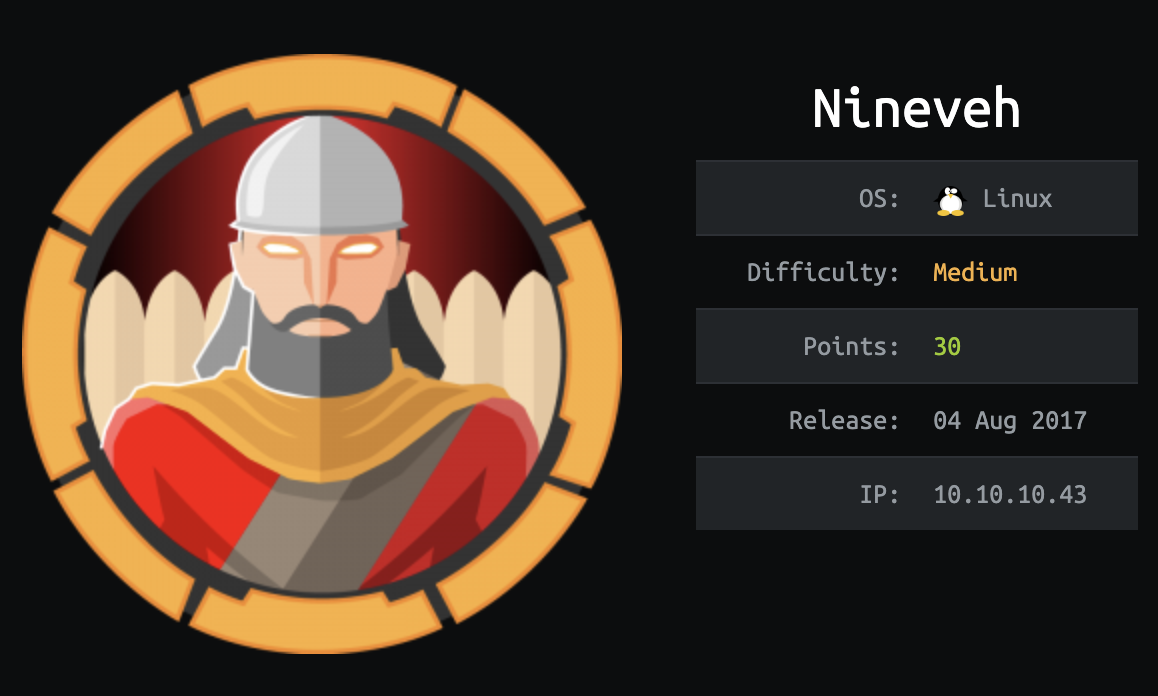 Nineveh
OS: Linux
Difficulty: Medium
Points: 30
Release: 04 Aug 2017
IP: 10.10.10.43